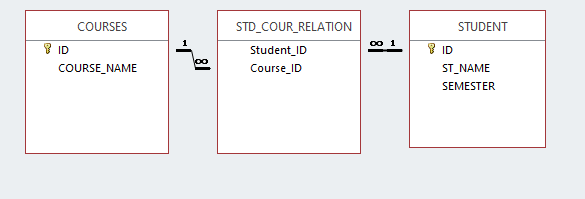 COURSES
ID
COURSE_NAME
1
∞
STD_COUR_RELATION
Student_ID
Course_ID
∞
1
STUDENT
ID
ST_NAME
SEMESTER